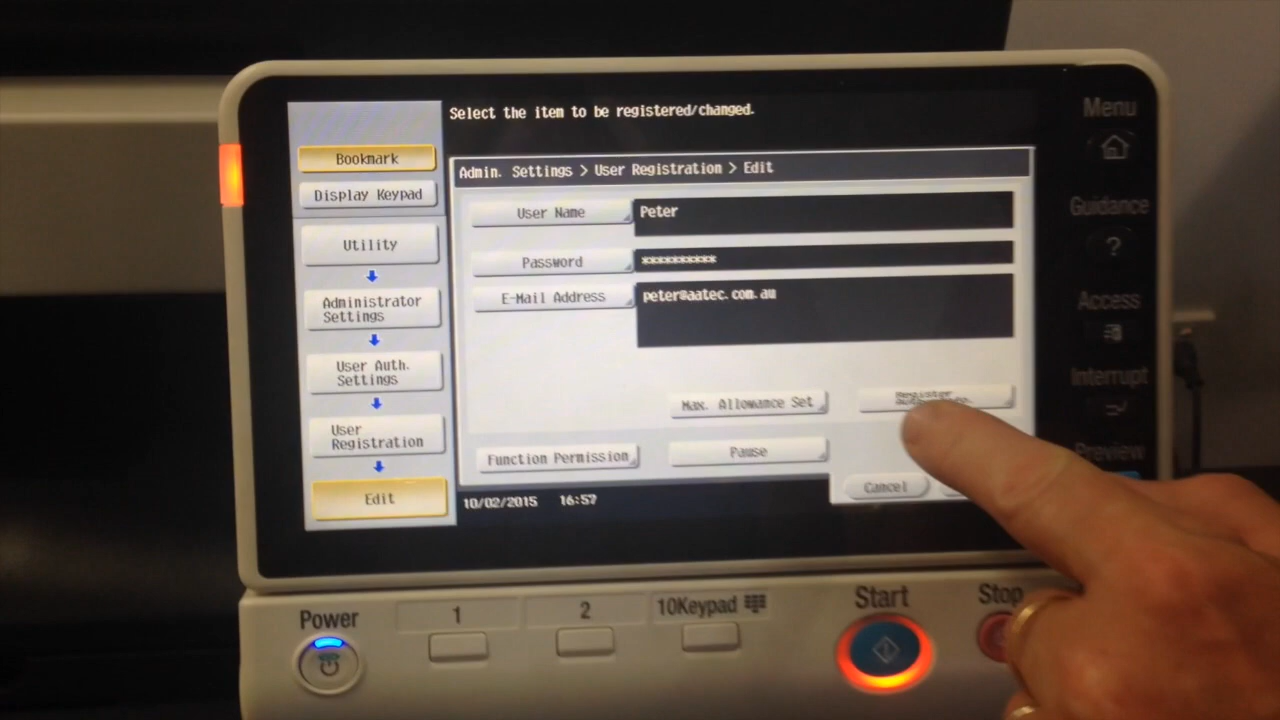 Select the item to be registered/changed.
Bookmark
Display Keypad
Utility
Administrator
Settings
User Auth.
Settings
User
Registration
Edit
Admin. Settings > User Registration > Edit
User Name
Peter
Password
**********
E-Mail Address
peter@aatec.com.au
Max. Allowance Set
Register
Function Permission
Pause
Cancel
10/02/2015 16:57
Menu
Guidance
?
Access
Interrupt
Preview
Power
1
2
10Keypad
Start
Stop